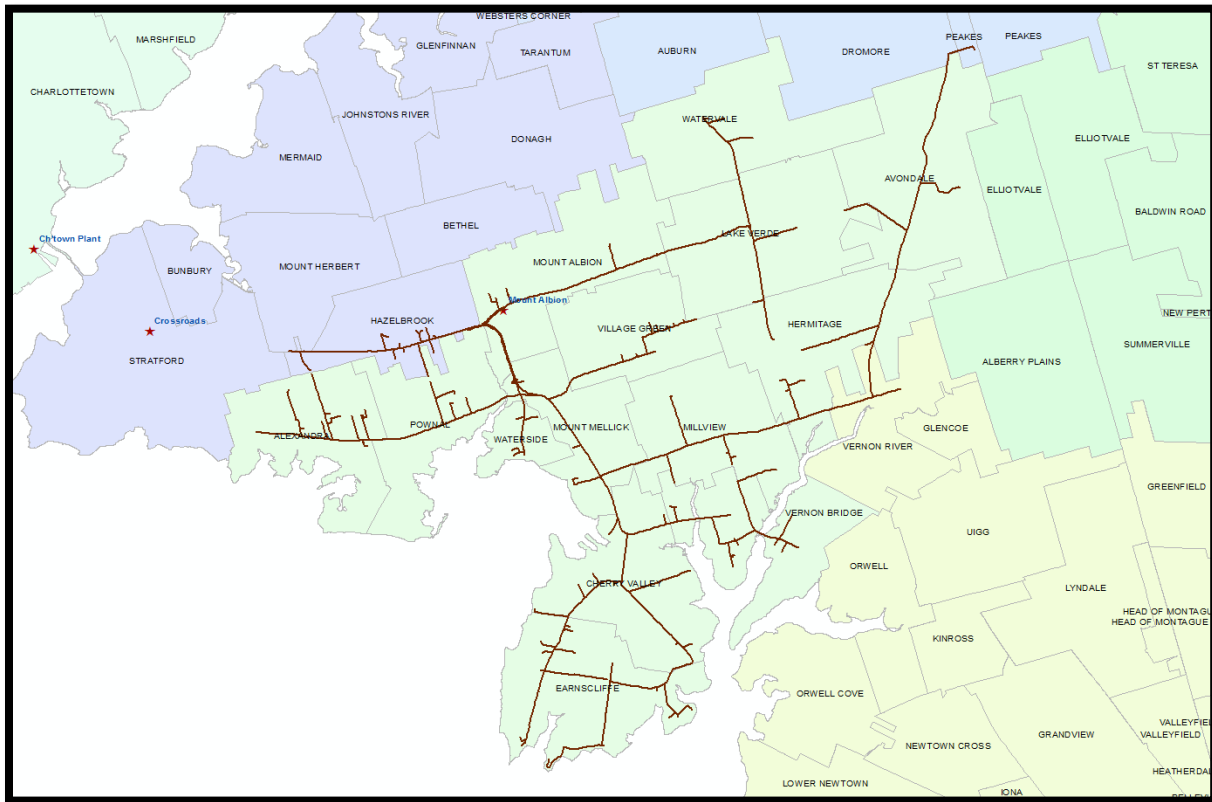 WEBSTERS CORNER
MARSHFIELD
GLENFINNAN
TARANTUM
AUBURN
DROMORE
PEAKES
PEAKES
ST TERESA
CHARLOTTETOWN
JOHNSTONS RIVER
WATERVALE
DONAGH
ELLIOTVALE
MERMAID
AVONDALE
ELLIOTVALE
BALDWIN ROAD
BETHEL
LAKE VERDE
Ch'town Plant
MOUNT HERBERT
BUNBURY
MOUNT ALBION
Mount Albion
NEW PERT
Crossroads
HAZELBROOK
VILLAGE GREEN
HERMITAGE
SUMMERVILLE
STRATFORD
ALBERRY PLAINS
ALEXANDRA
POWNAL
WATERSIDE
MOUNT MELLICK
MILLVIEW
GLENCOE
VERNON RIVER
GREENFIELD
VERNON BRIDGE
UIGG
ORWELL
CHERRY VALLEY
LYNDALE
HEAD OF MONTAGU
HEAD OF MONTAGUE
KINROSS
EARNSCLIFFE
ORWELL COVE
VALLEYFIE
GRANDVIEW
VALLEYFIELD
NEWTOWN CROSS
HEATHERDA
LOWER NEWTOWN
IONA